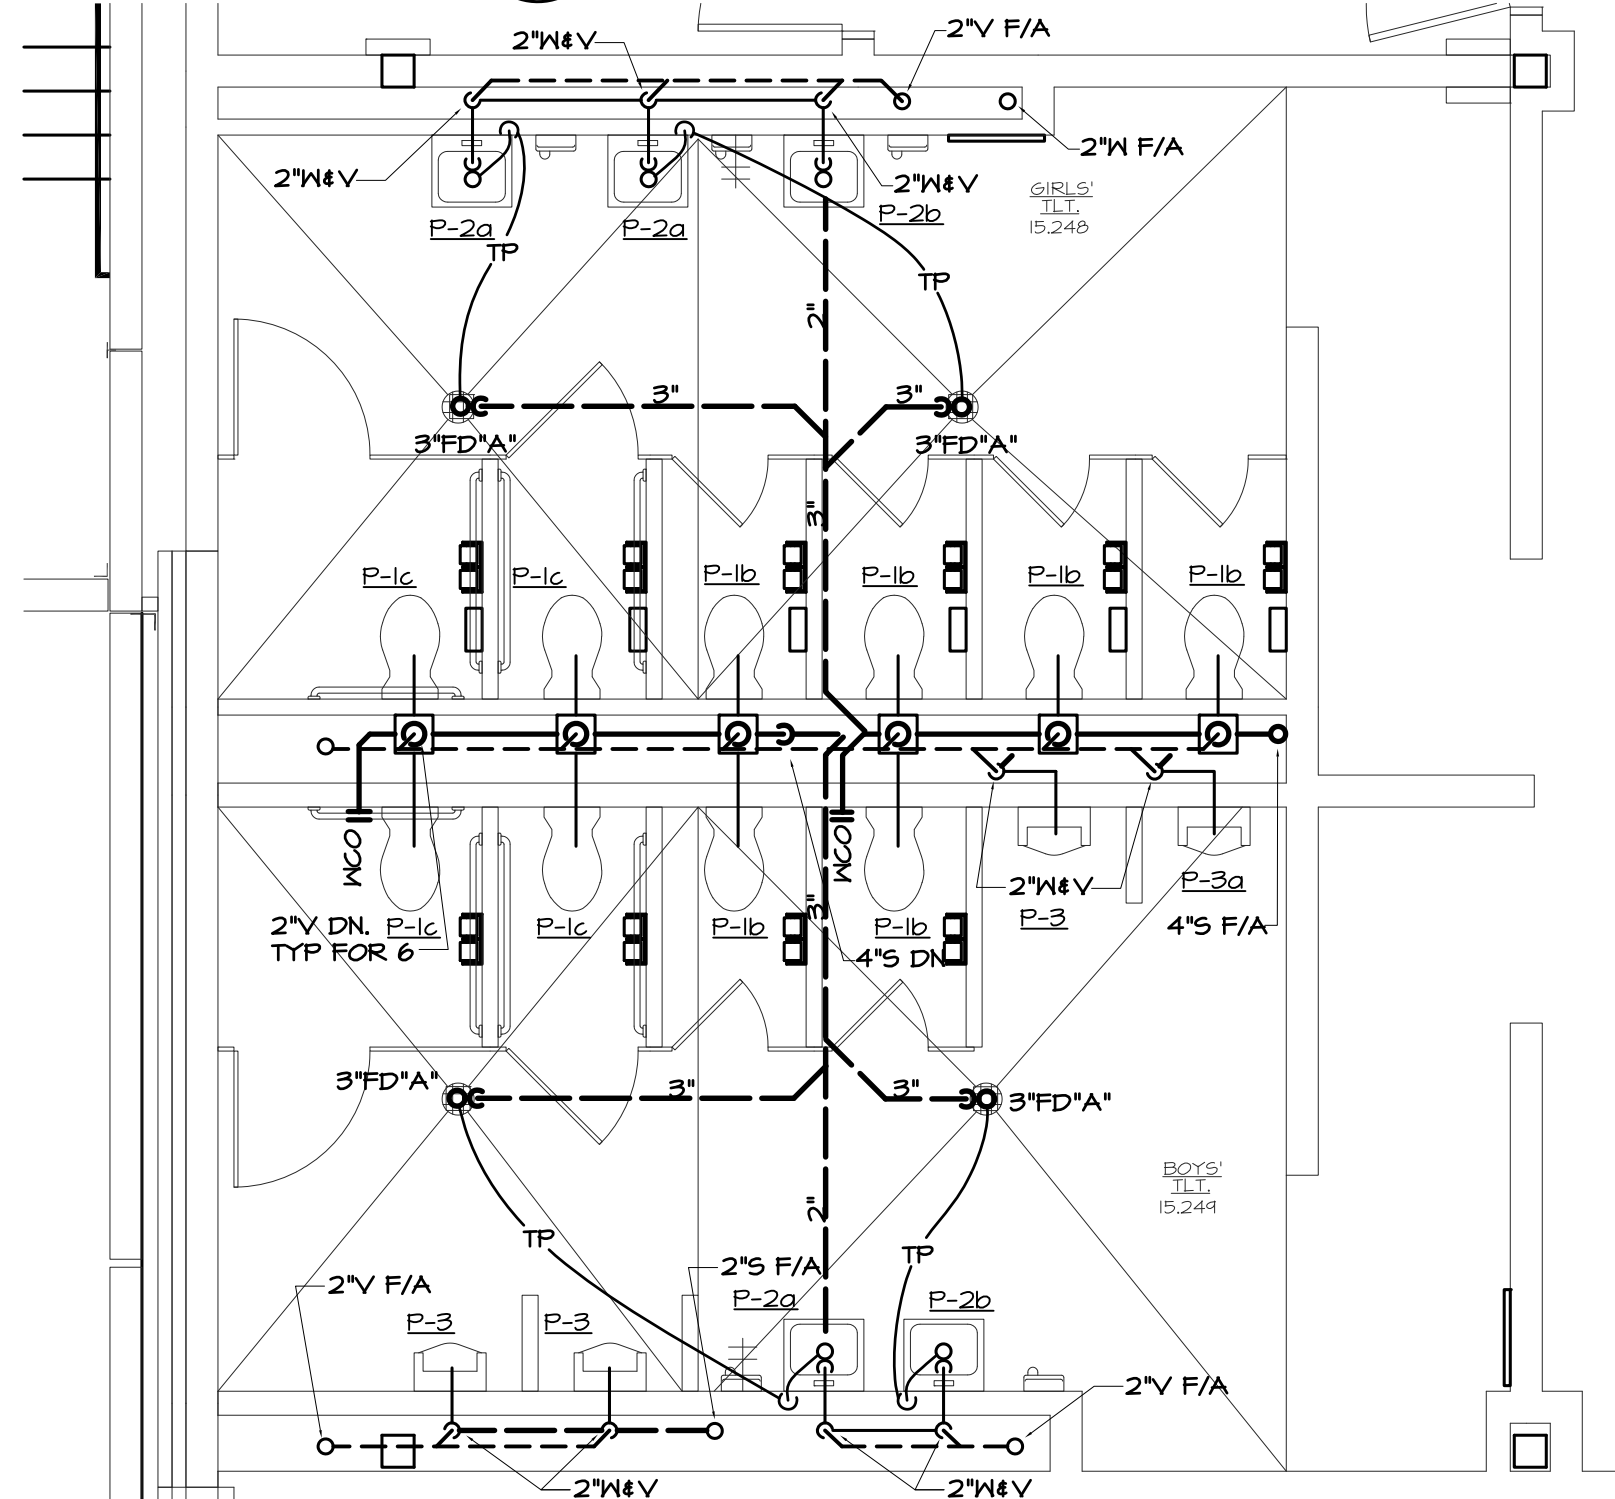 2"W&V
2"V F/A
2"W F/A
2"W&V
2"W&V
GIRLS'
TLT.
15.248
P-2a
P-2a
P-2b
TP
TP
2"
3"
3"
3"FD"A"
3"FD"A"
3"
P-1c
P-1c
P-1b
P-1b
P-1b
P-1b
WCO
WCO
2"W&V
P-3a
P-3
2"V DN.
TYP FOR 6
P-1c
P-1c
P-1b
P-1b
3"
4"S F/A
4"S DN
3"FD"A"
3"
3"
3"FD"A"
BOYS'
TLT.
15.249
2"
TP
TP
2"V F/A
2"S F/A
P-2a
P-2b
P-3
P-3
2"V F/A
2"W&V
2"W&V